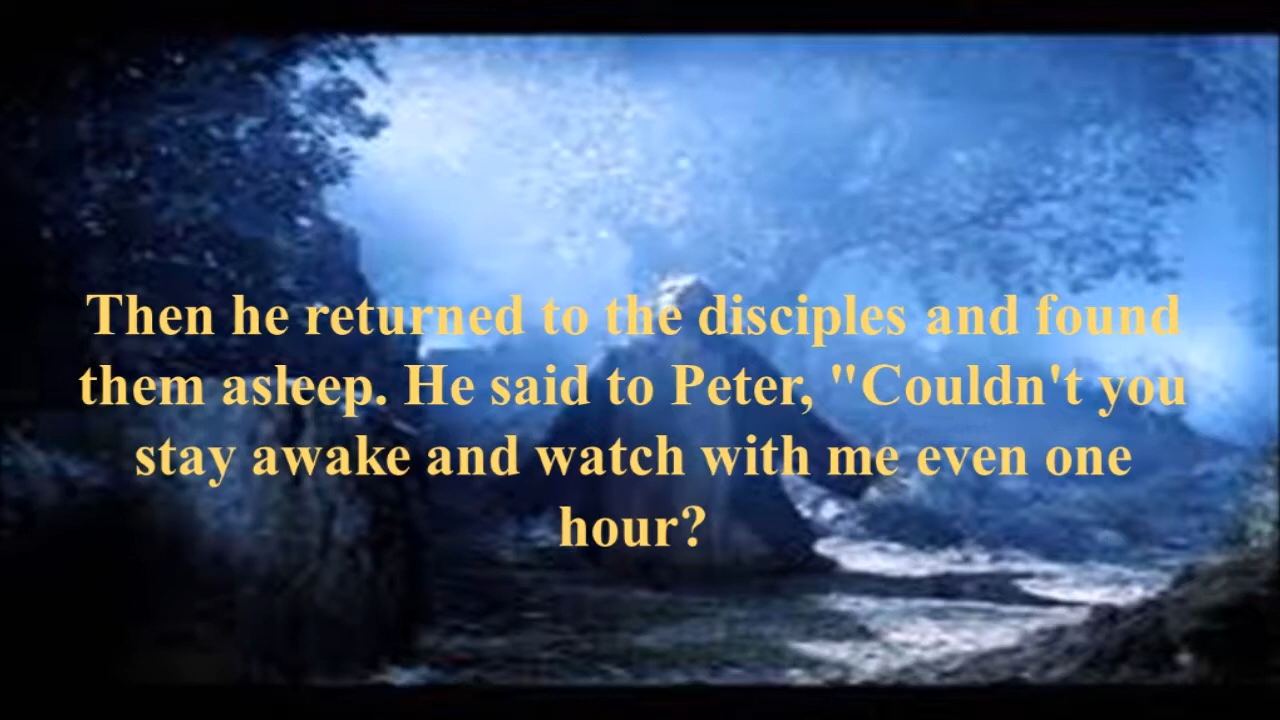 Then he returned to the disciples and found
them asleep. He said to Peter, "Couldn't you
stay awake and watch with me even one
hour?